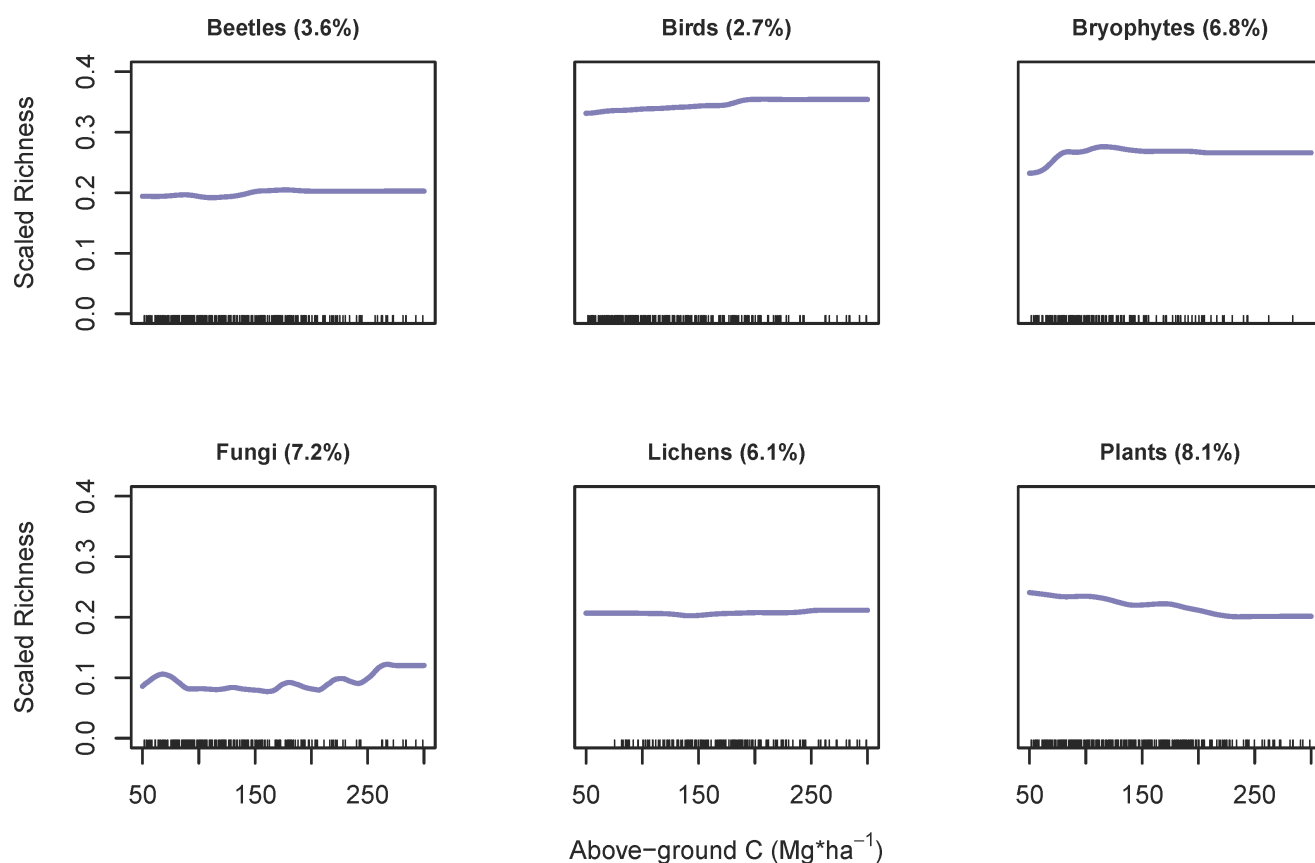 Beetles (3.6%)
Birds (2.7%)
Bryophytes (6.8%)
Scaled Richness
0.0 0.1 0.2 0.3 0.4
Fungi (7.2%)
Lichens (6.1%)
Plants (8.1%)
Scaled Richness
0.0 0.1 0.2 0.3 0.4
50 150 250
50 150 250
50 150 250
Above−ground C (Mg*ha⁻¹)